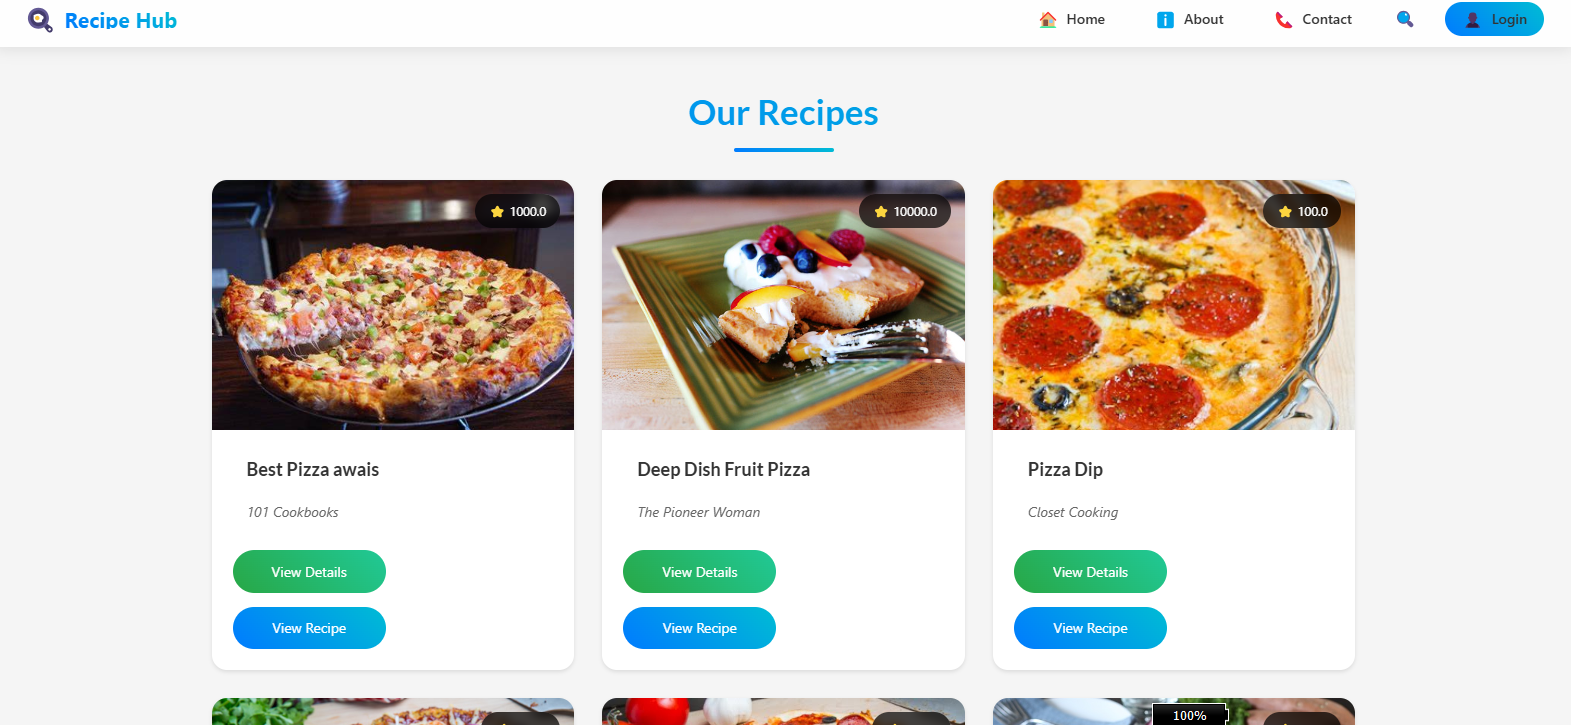 Recipe Hub
Home
About
Contact
Login
Our Recipes
1000.0
10000.0
100.0
Best Pizza awais
Deep Dish Fruit Pizza
Pizza Dip
101 Cookbooks
The Pioneer Woman
Closet Cooking
View Details
View Details
View Details
View Recipe
View Recipe
View Recipe
100%